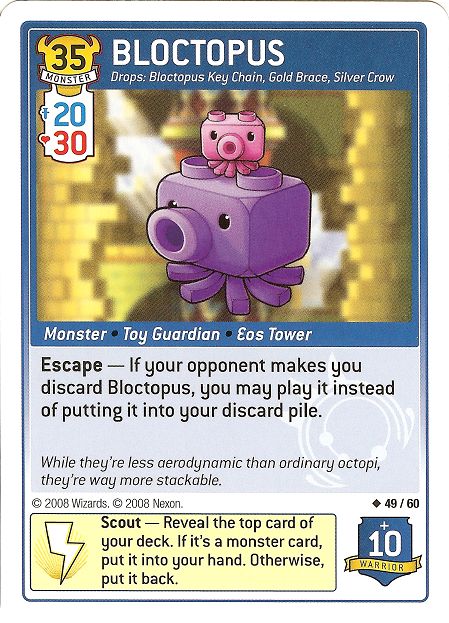 35
MONSTER
BLOCTOPUS
Drops: Bloctopus Key Chain, Gold Brace, Silver Crow
20
30
Monster • Toy Guardian • Eos Tower
Escape — If your opponent makes you
discard Bloctopus, you may play it instead
of putting it into your discard pile.
While they're less aerodynamic than ordinary octopi,
they're way more stackable.
© 2008 Wizards. © 2008 Nexon.
◆ 49 / 60
Scout — Reveal the top card of
your deck. If it's a monster card,
put it into your hand. Otherwise,
put it back.
+
10
WARRIOR